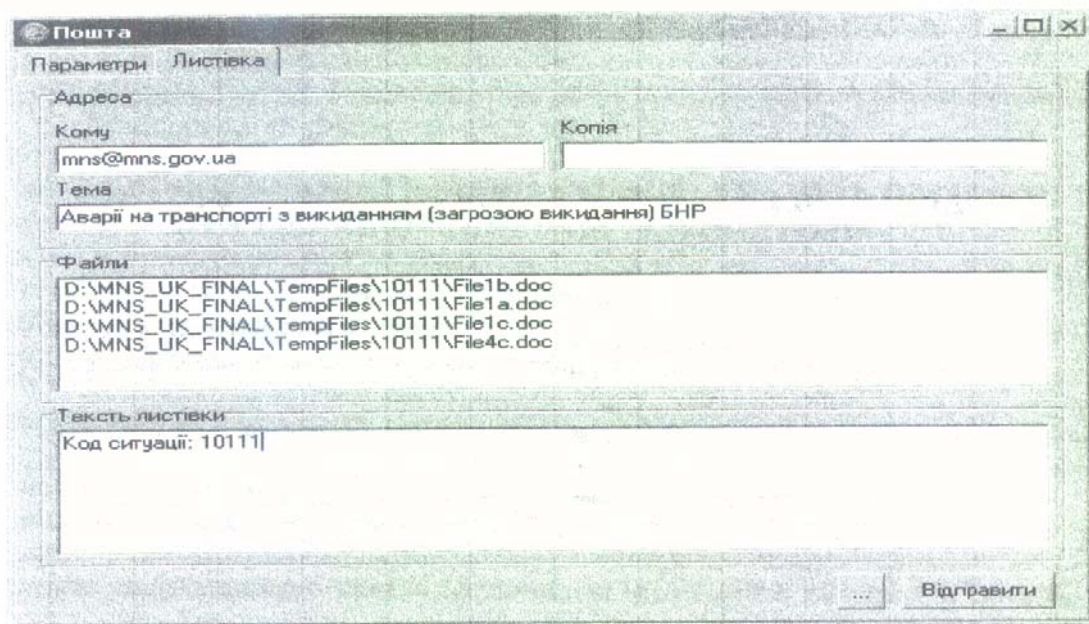 Пошта
Параметри Листівка
Адреса
Кому Копія
mns@mns.gov.ua
Тема
Аварії на транспорті з викиданням (загрозою викидання) БНР
Файли
D:\MNS_UK_FINAL\TempFiles\10111\File1b.doc
D:\MNS_UK_FINAL\TempFiles\10111\File1a.doc
D:\MNS_UK_FINAL\TempFiles\10111\File1c.doc
D:\MNS_UK_FINAL\TempFiles\10111\File4c.doc
Тексть листівки
Код ситуації: 10111
... Відправити